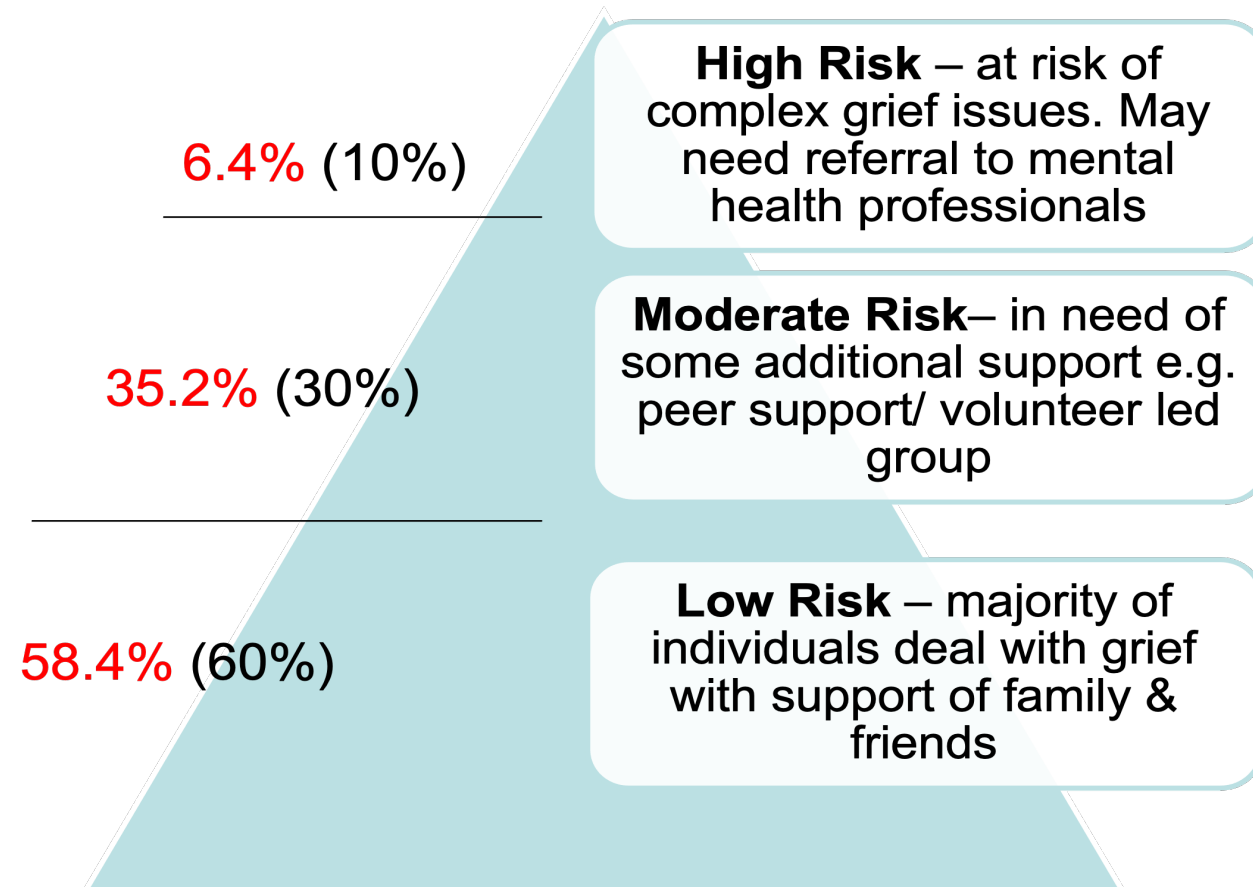 High Risk – at risk of
complex grief issues. May
need referral to mental
health professionals
6.4% (10%)
Moderate Risk– in need of
some additional support e.g.
peer support/ volunteer led
group
35.2% (30%)
Low Risk – majority of
individuals deal with grief
with support of family &
friends
58.4% (60%)